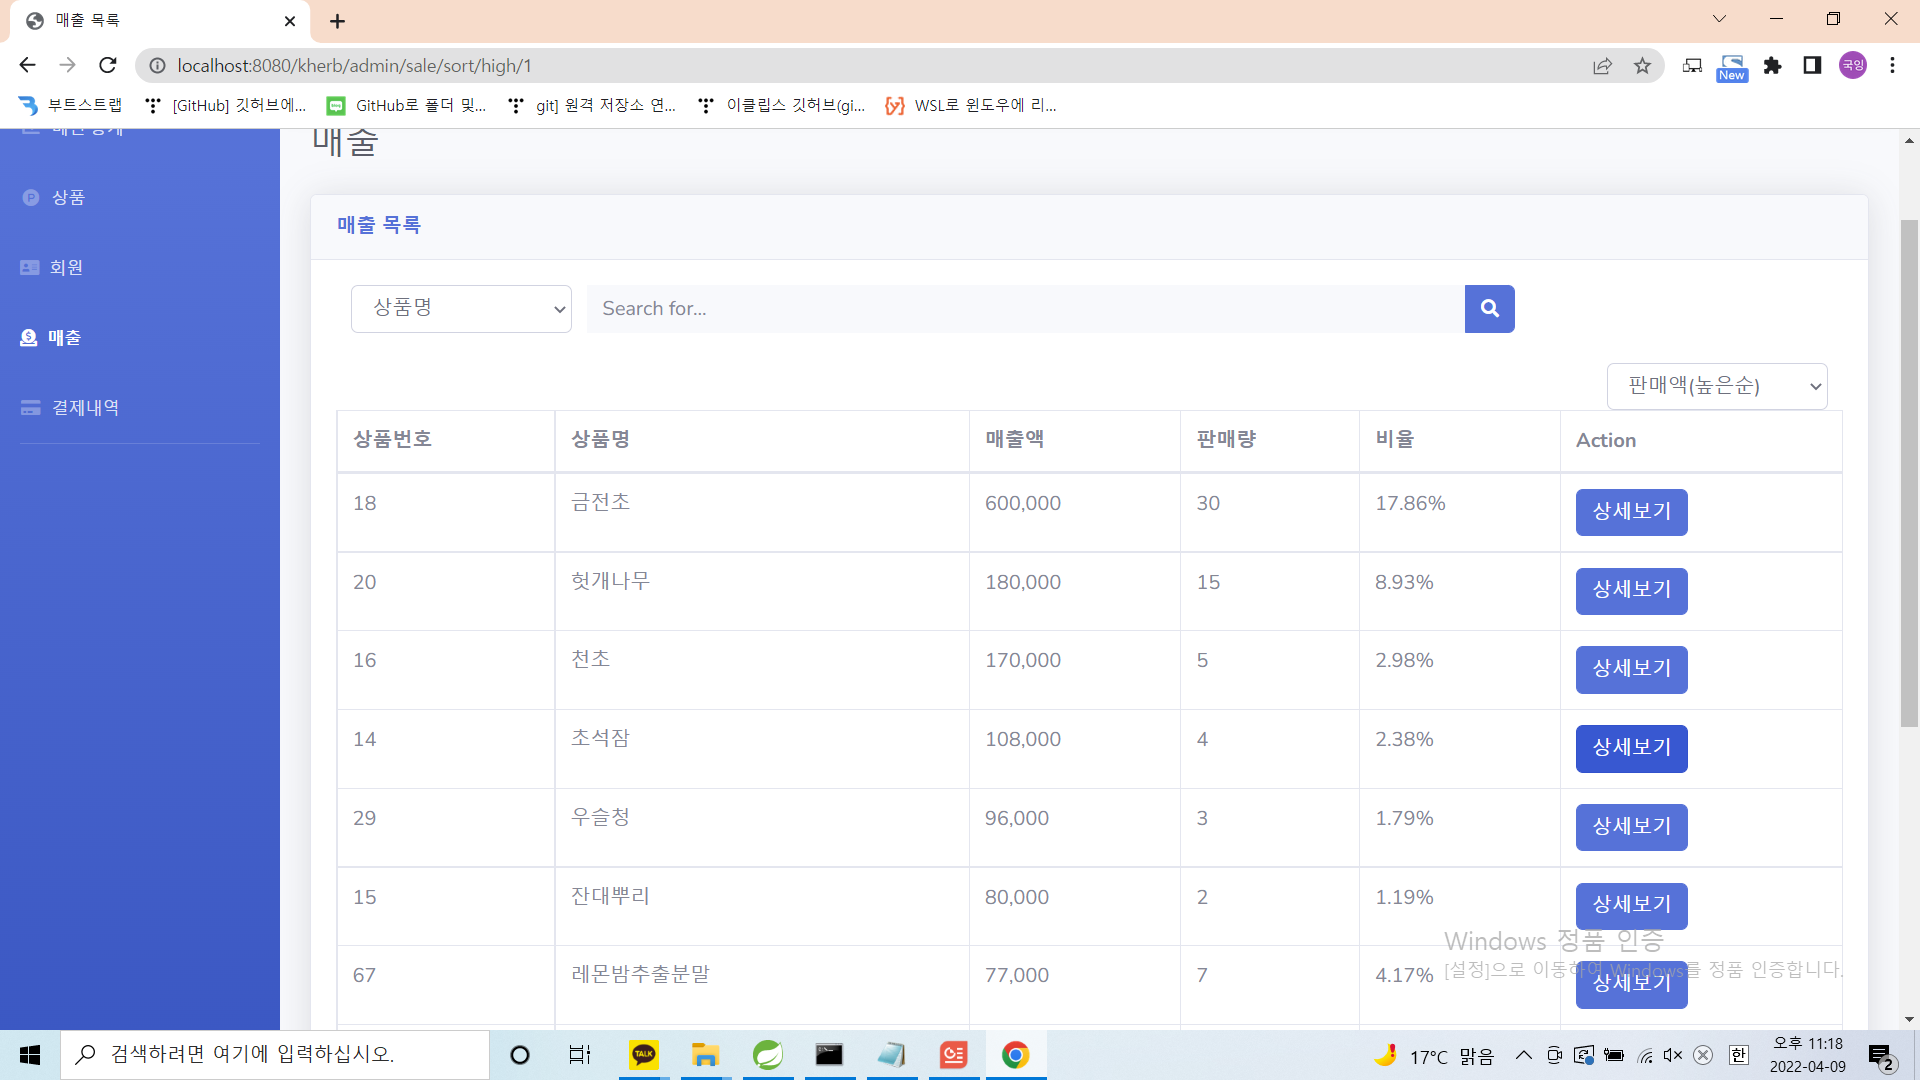 매출 목록
localhost:8080/kherb/admin/sale/sort/high/1
New
국잉
부트스트랩
[GitHub] 깃허브에...
GitHub로 폴더 및...
git] 원격 저장소 연...
이클립스 깃허브(gi...
WSL로 윈도우에 리...
매출
상품
회원
매출
결제내역
매출 목록
상품명
Search for...
판매액(높은순)
상품번호 상품명 매출액 판매량 비율 Action
18 금전초 600,000 30 17.86% 상세보기
20 헛개나무 180,000 15 8.93% 상세보기
16 천초 170,000 5 2.98% 상세보기
14 초석잠 108,000 4 2.38% 상세보기
29 우슬청 96,000 3 1.79% 상세보기
15 잔대뿌리 80,000 2 1.19% 상세보기
67 레몬밤추출분말 77,000 7 4.17% 상세보기
Windows 정품 인증
[설정]으로 이동하여 Windows를 정품 인증합니다.
검색하려면 여기에 입력하십시오.
TALK
17°C 맑음
한
오후 11:18
2022-04-09
2